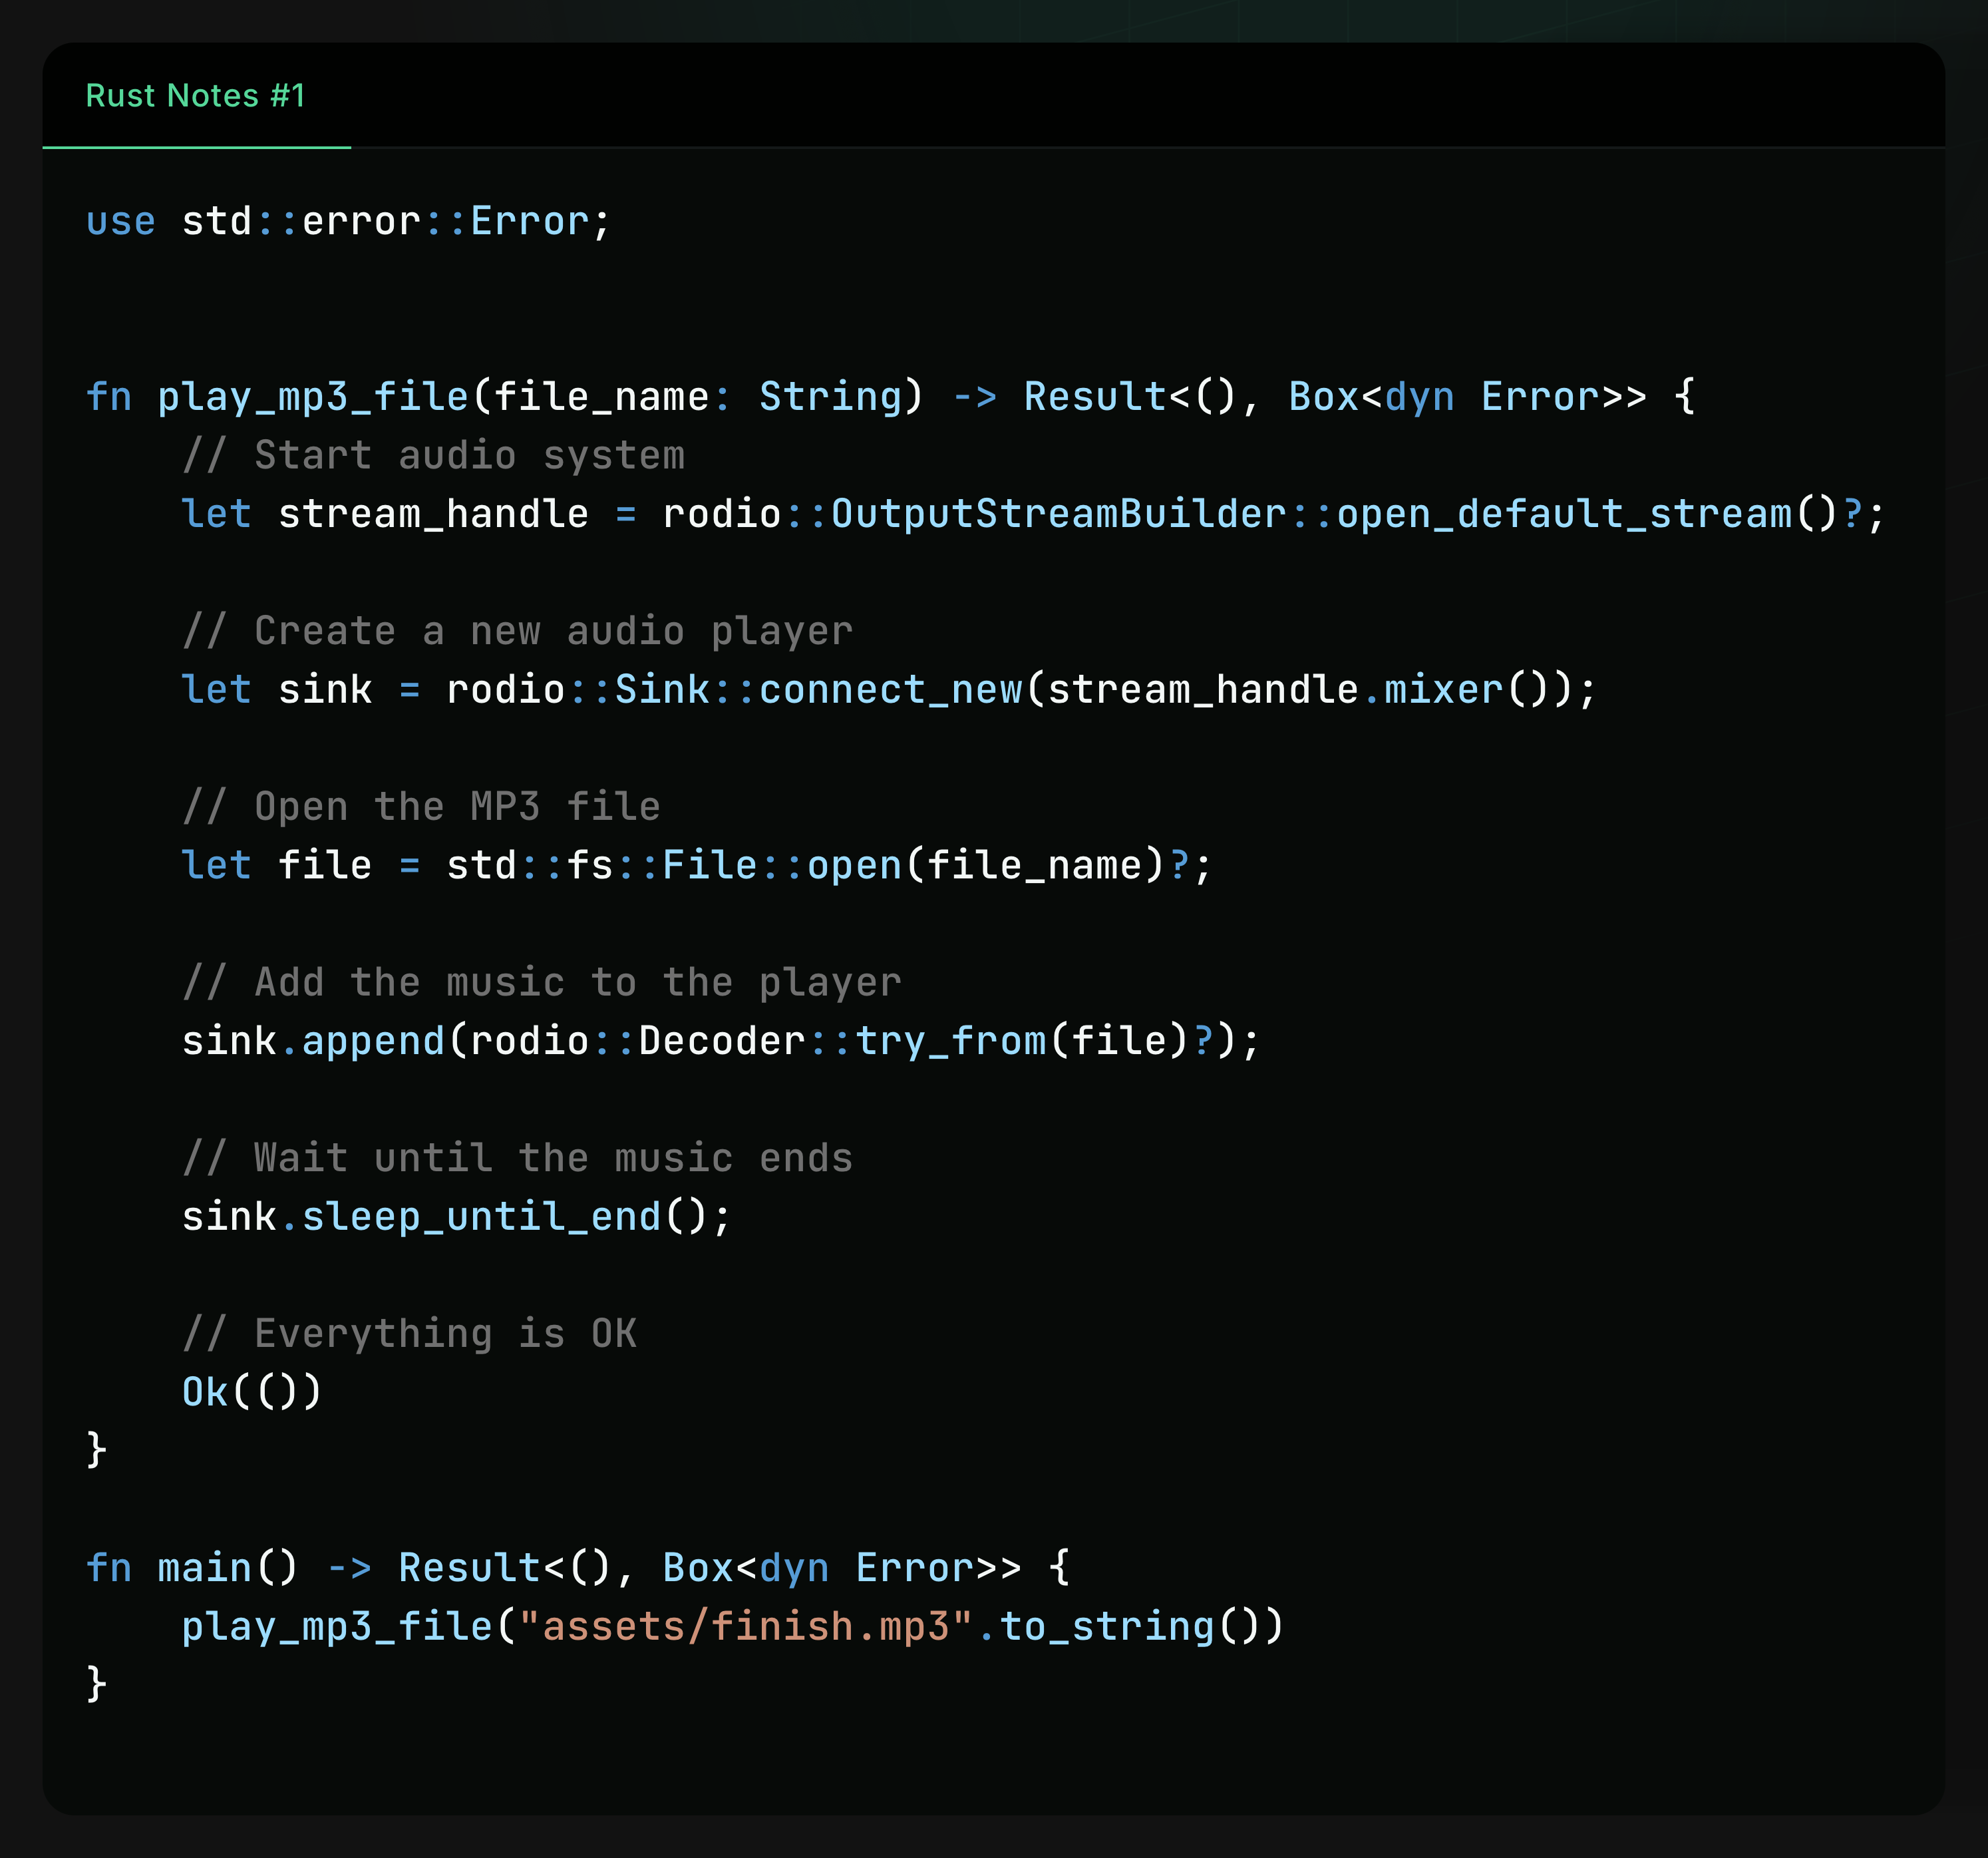 Rust Notes #1
use std::error::Error;
fn play_mp3_file(file_name: String) -> Result<(), Box<dyn Error>> {
    // Start audio system
    let stream_handle = rodio::OutputStreamBuilder::open_default_stream()?;
    // Create a new audio player
    let sink = rodio::Sink::connect_new(stream_handle.mixer());
    // Open the MP3 file
    let file = std::fs::File::open(file_name)?;
    // Add the music to the player
    sink.append(rodio::Decoder::try_from(file)?);
    // Wait until the music ends
    sink.sleep_until_end();
    // Everything is OK
    Ok(())
}
fn main() -> Result<(), Box<dyn Error>> {
    play_mp3_file("assets/finish.mp3".to_string())
}